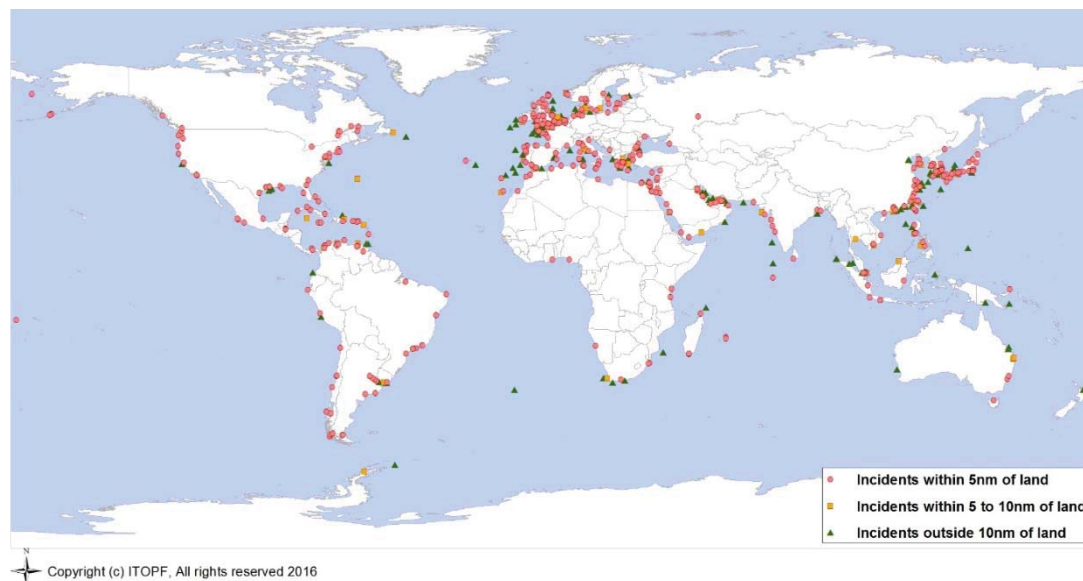 Incidents within 5nm of land
Incidents within 5 to 10nm of land
Incidents outside 10nm of land
N
Copyright (c) ITOPF, All rights reserved 2016